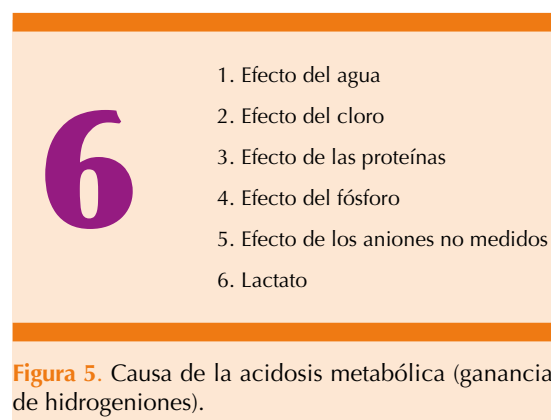 6
1. Efecto del agua
2. Efecto del cloro
3. Efecto de las proteínas
4. Efecto del fósforo
5. Efecto de los aniones no medidos
6. Lactato
Figura 5. Causa de la acidosis metabólica (ganancia
de hidrogeniones).